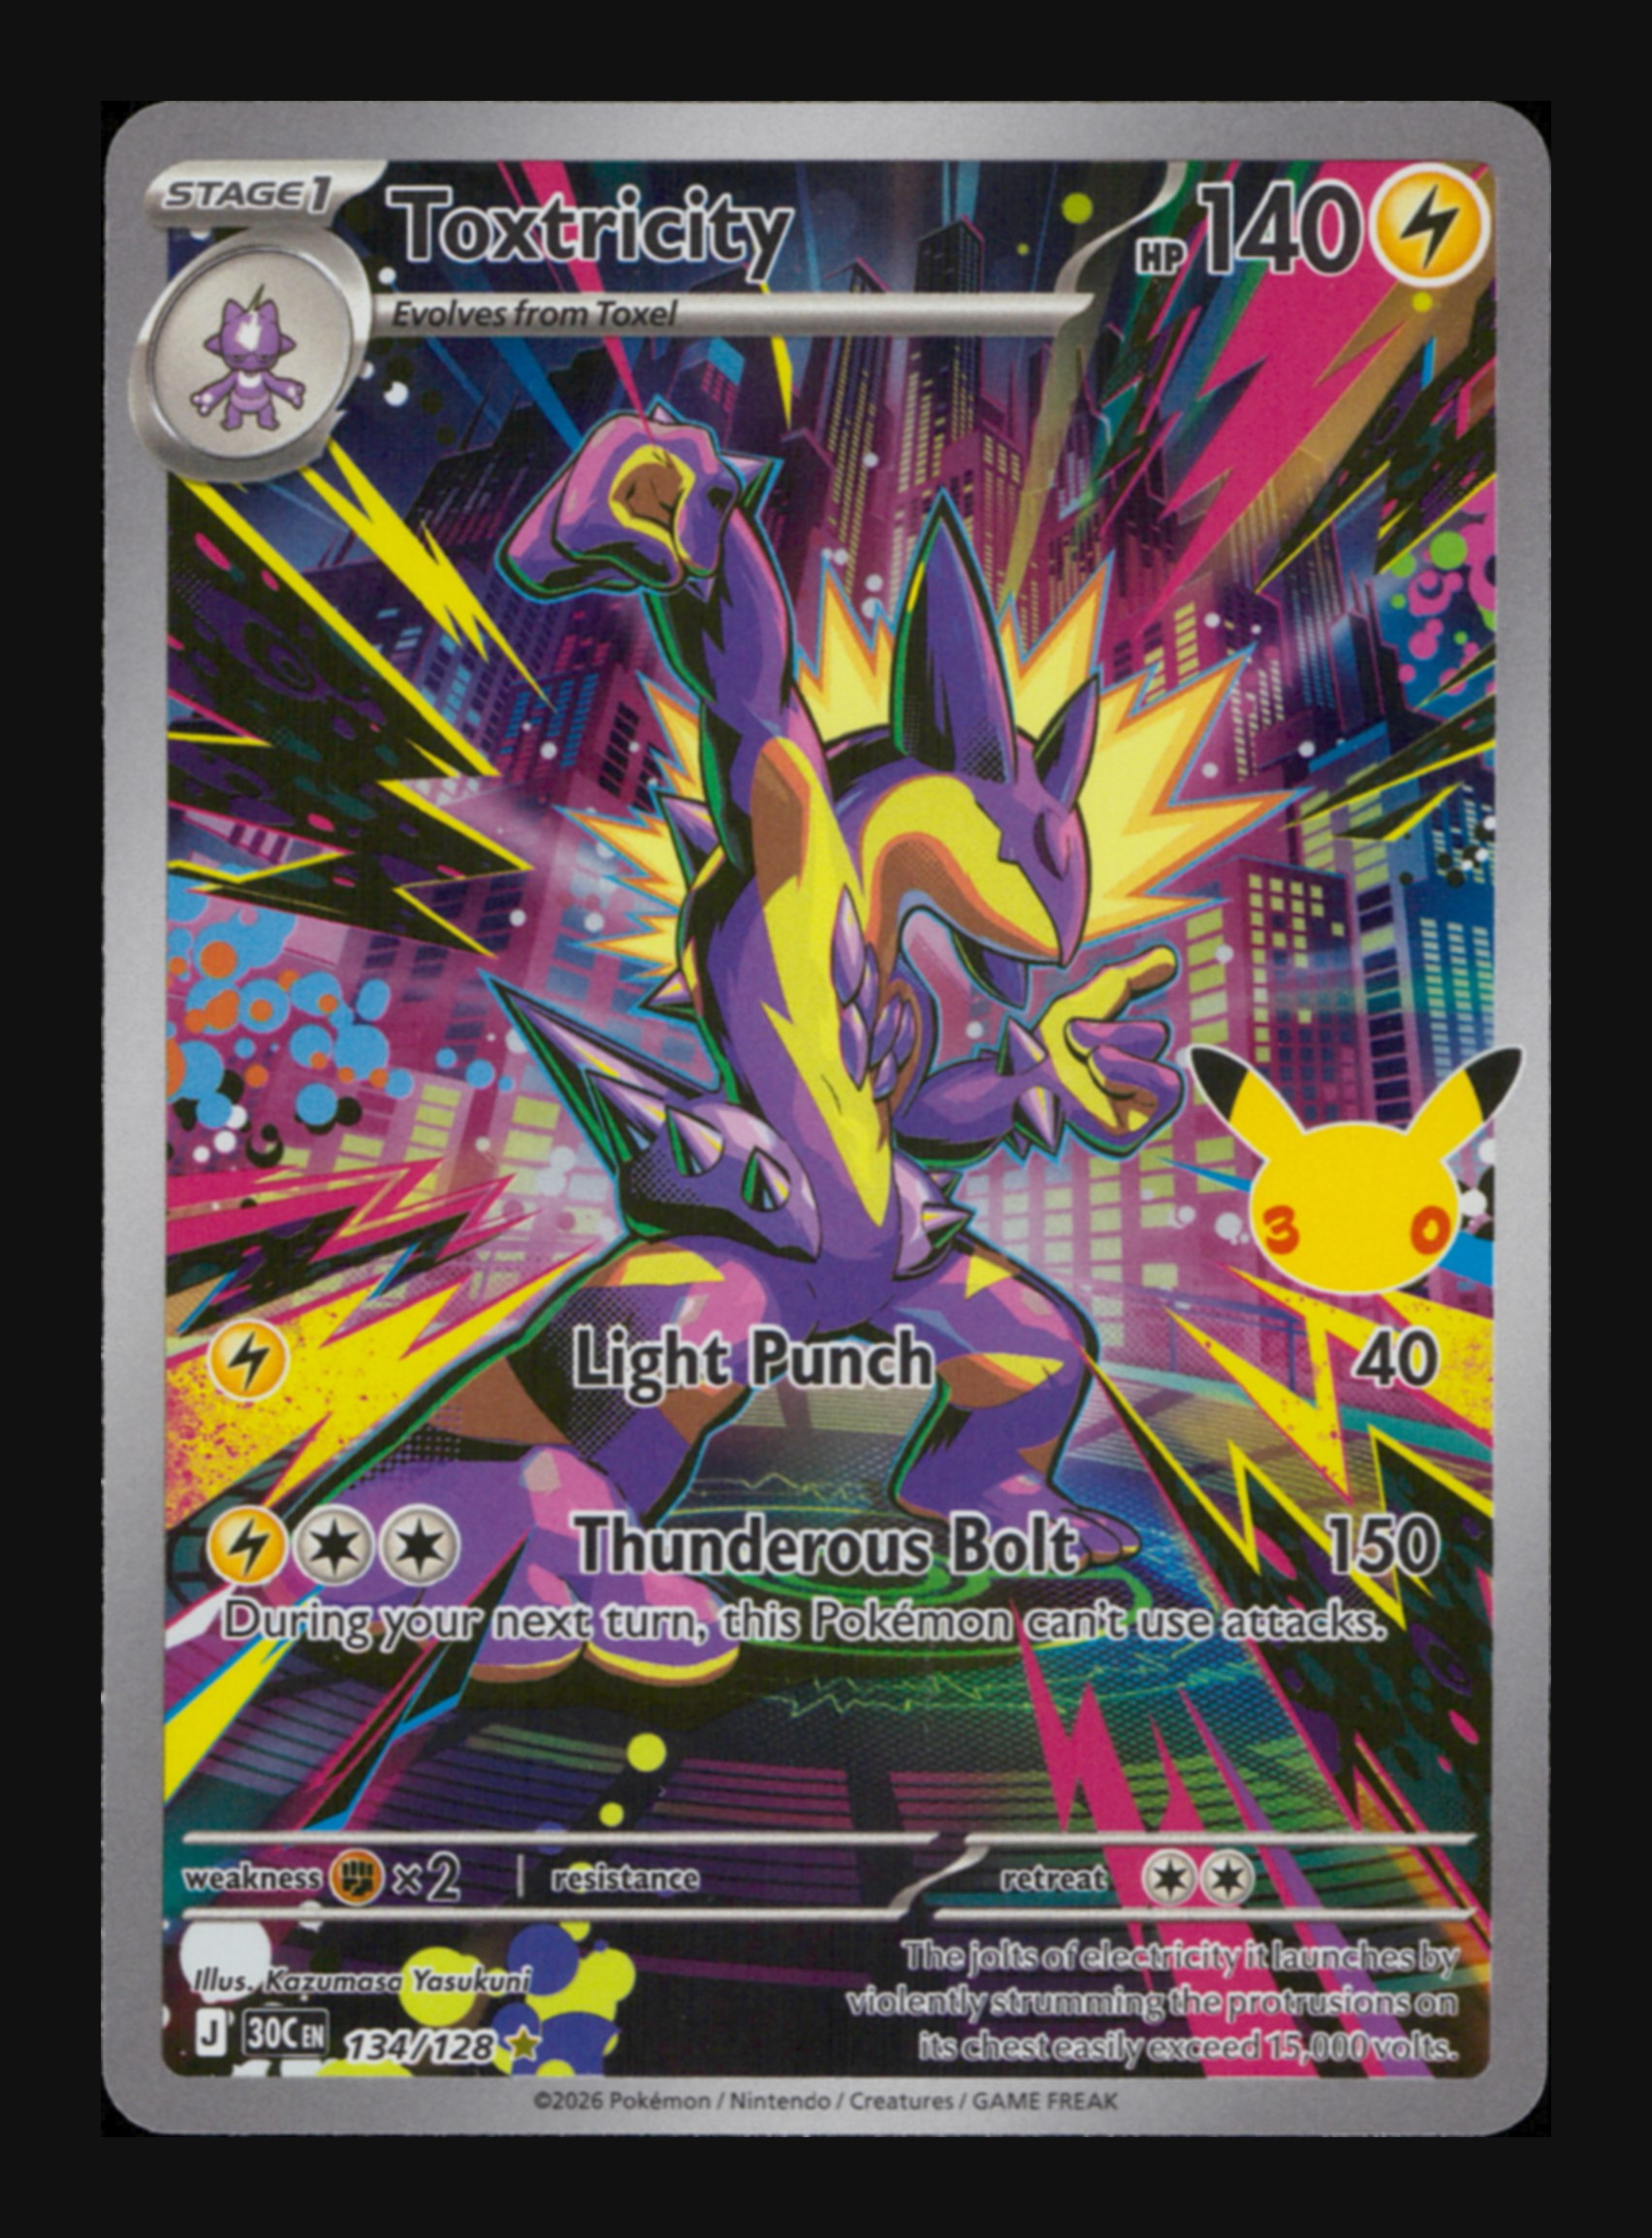 STAGE 1
Toxtricity
HP 140
Evolves from Toxel
3 0
Light Punch 40
Thunderous Bolt 150
During your next turn, this Pokémon can't use attacks.
weakness ×2 resistance retreat
Illus. Kazumasa Yasukuni
The jolts of electricity it launches by
violently strumming the protrusions on
its chest easily exceed 15,000 volts.
J 30C EN 134/128
©2026 Pokémon / Nintendo / Creatures / GAME FREAK